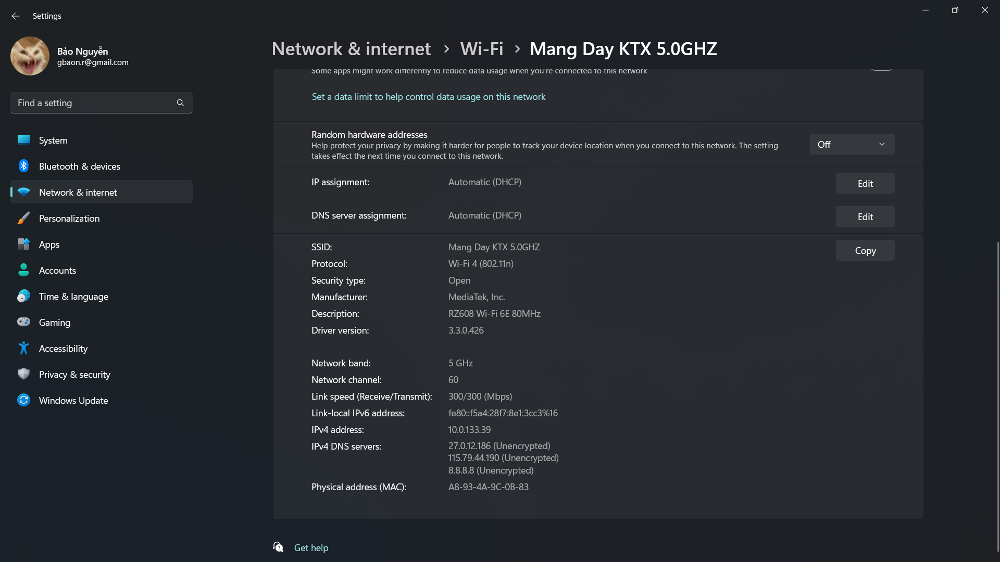 Settings
Bảo Nguyễn
gbaon.r@gmail.com
Find a setting
System
Bluetooth & devices
Network & internet
Personalization
Apps
Accounts
Time & language
Gaming
Accessibility
Privacy & security
Windows Update
Network & internet > Wi-Fi > Mang Day KTX 5.0GHZ
Some apps might work differently to reduce data usage when you're connected to this network
Set a data limit to help control data usage on this network
Random hardware addresses
Help protect your privacy by making it harder for people to track your device location when you connect to this network. The setting
takes effect the next time you connect to this network.
Off
IP assignment: Automatic (DHCP) Edit
DNS server assignment: Automatic (DHCP) Edit
SSID: Mang Day KTX 5.0GHZ Copy
Protocol: Wi-Fi 4 (802.11n)
Security type: Open
Manufacturer: MediaTek, Inc.
Description: RZ608 Wi-Fi 6E 80MHz
Driver version: 3.3.0.426
Network band: 5 GHz
Network channel: 60
Link speed (Receive/Transmit): 300/300 (Mbps)
Link-local IPv6 address: fe80::f5a4:28f7:8e1:3cc3%16
IPv4 address: 10.0.133.39
IPv4 DNS servers: 27.0.12.186 (Unencrypted)
115.79.44.190 (Unencrypted)
8.8.8.8 (Unencrypted)
Physical address (MAC): A8-93-4A-9C-0B-83
Get help